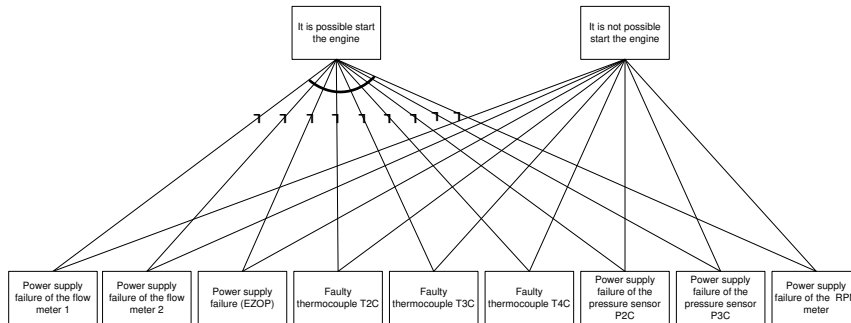 It is possible start
the engine
It is not possible
start the engine
Power supply
failure of the flow
meter 1
Power supply
failure of the flow
meter 2
Power supply
failure (EZOP)
Faulty
thermocouple T2C
Faulty
thermocouple T3C
Faulty
thermocouple T4C
Power supply
failure of the
pressure sensor
P2C
Power supply
failure of the
pressure sensor
P3C
Power supply
failure of the RPM
meter